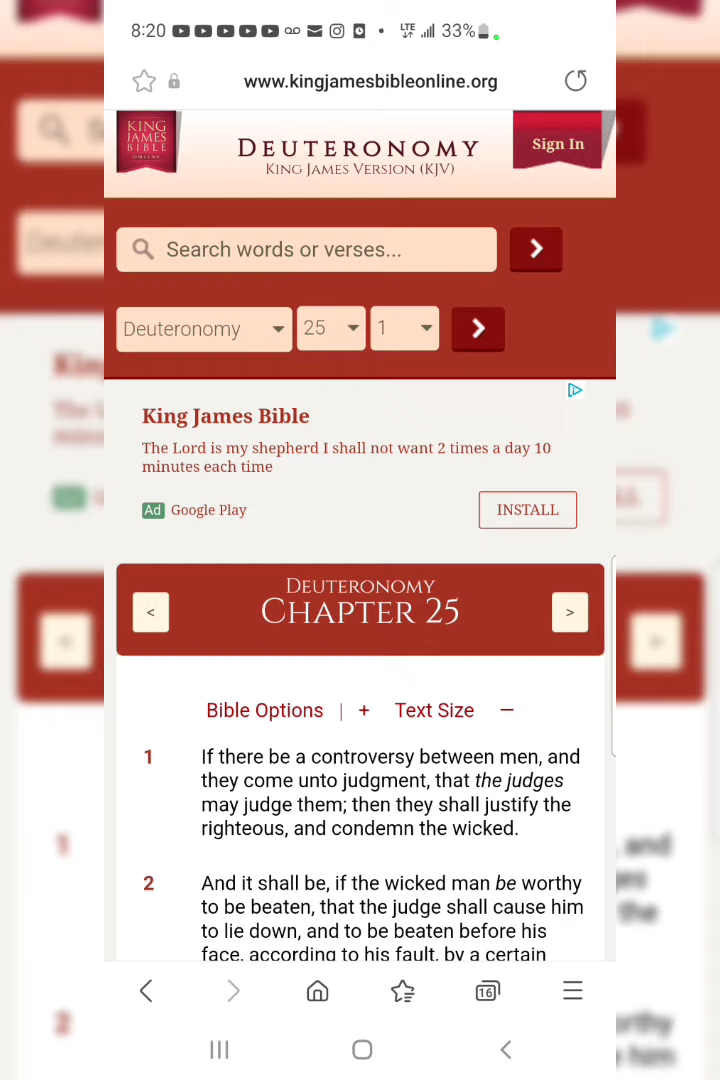 8:20
LTE
33%
www.kingjamesbibleonline.org
KING
JAMES
BIBLE
ONLINE
DEUTERONOMY
KING JAMES VERSION (KJV)
Sign In
Search words or verses...
Deuteronomy
25
1
King James Bible
The Lord is my shepherd I shall not want 2 times a day 10
minutes each time
Ad Google Play
INSTALL
DEUTERONOMY
CHAPTER 25
<
>
Bible Options | + Text Size −
1 If there be a controversy between men, and
they come unto judgment, that the judges
may judge them; then they shall justify the
righteous, and condemn the wicked.
2 And it shall be, if the wicked man be worthy
to be beaten, that the judge shall cause him
to lie down, and to be beaten before his
face, according to his fault, by a certain
16